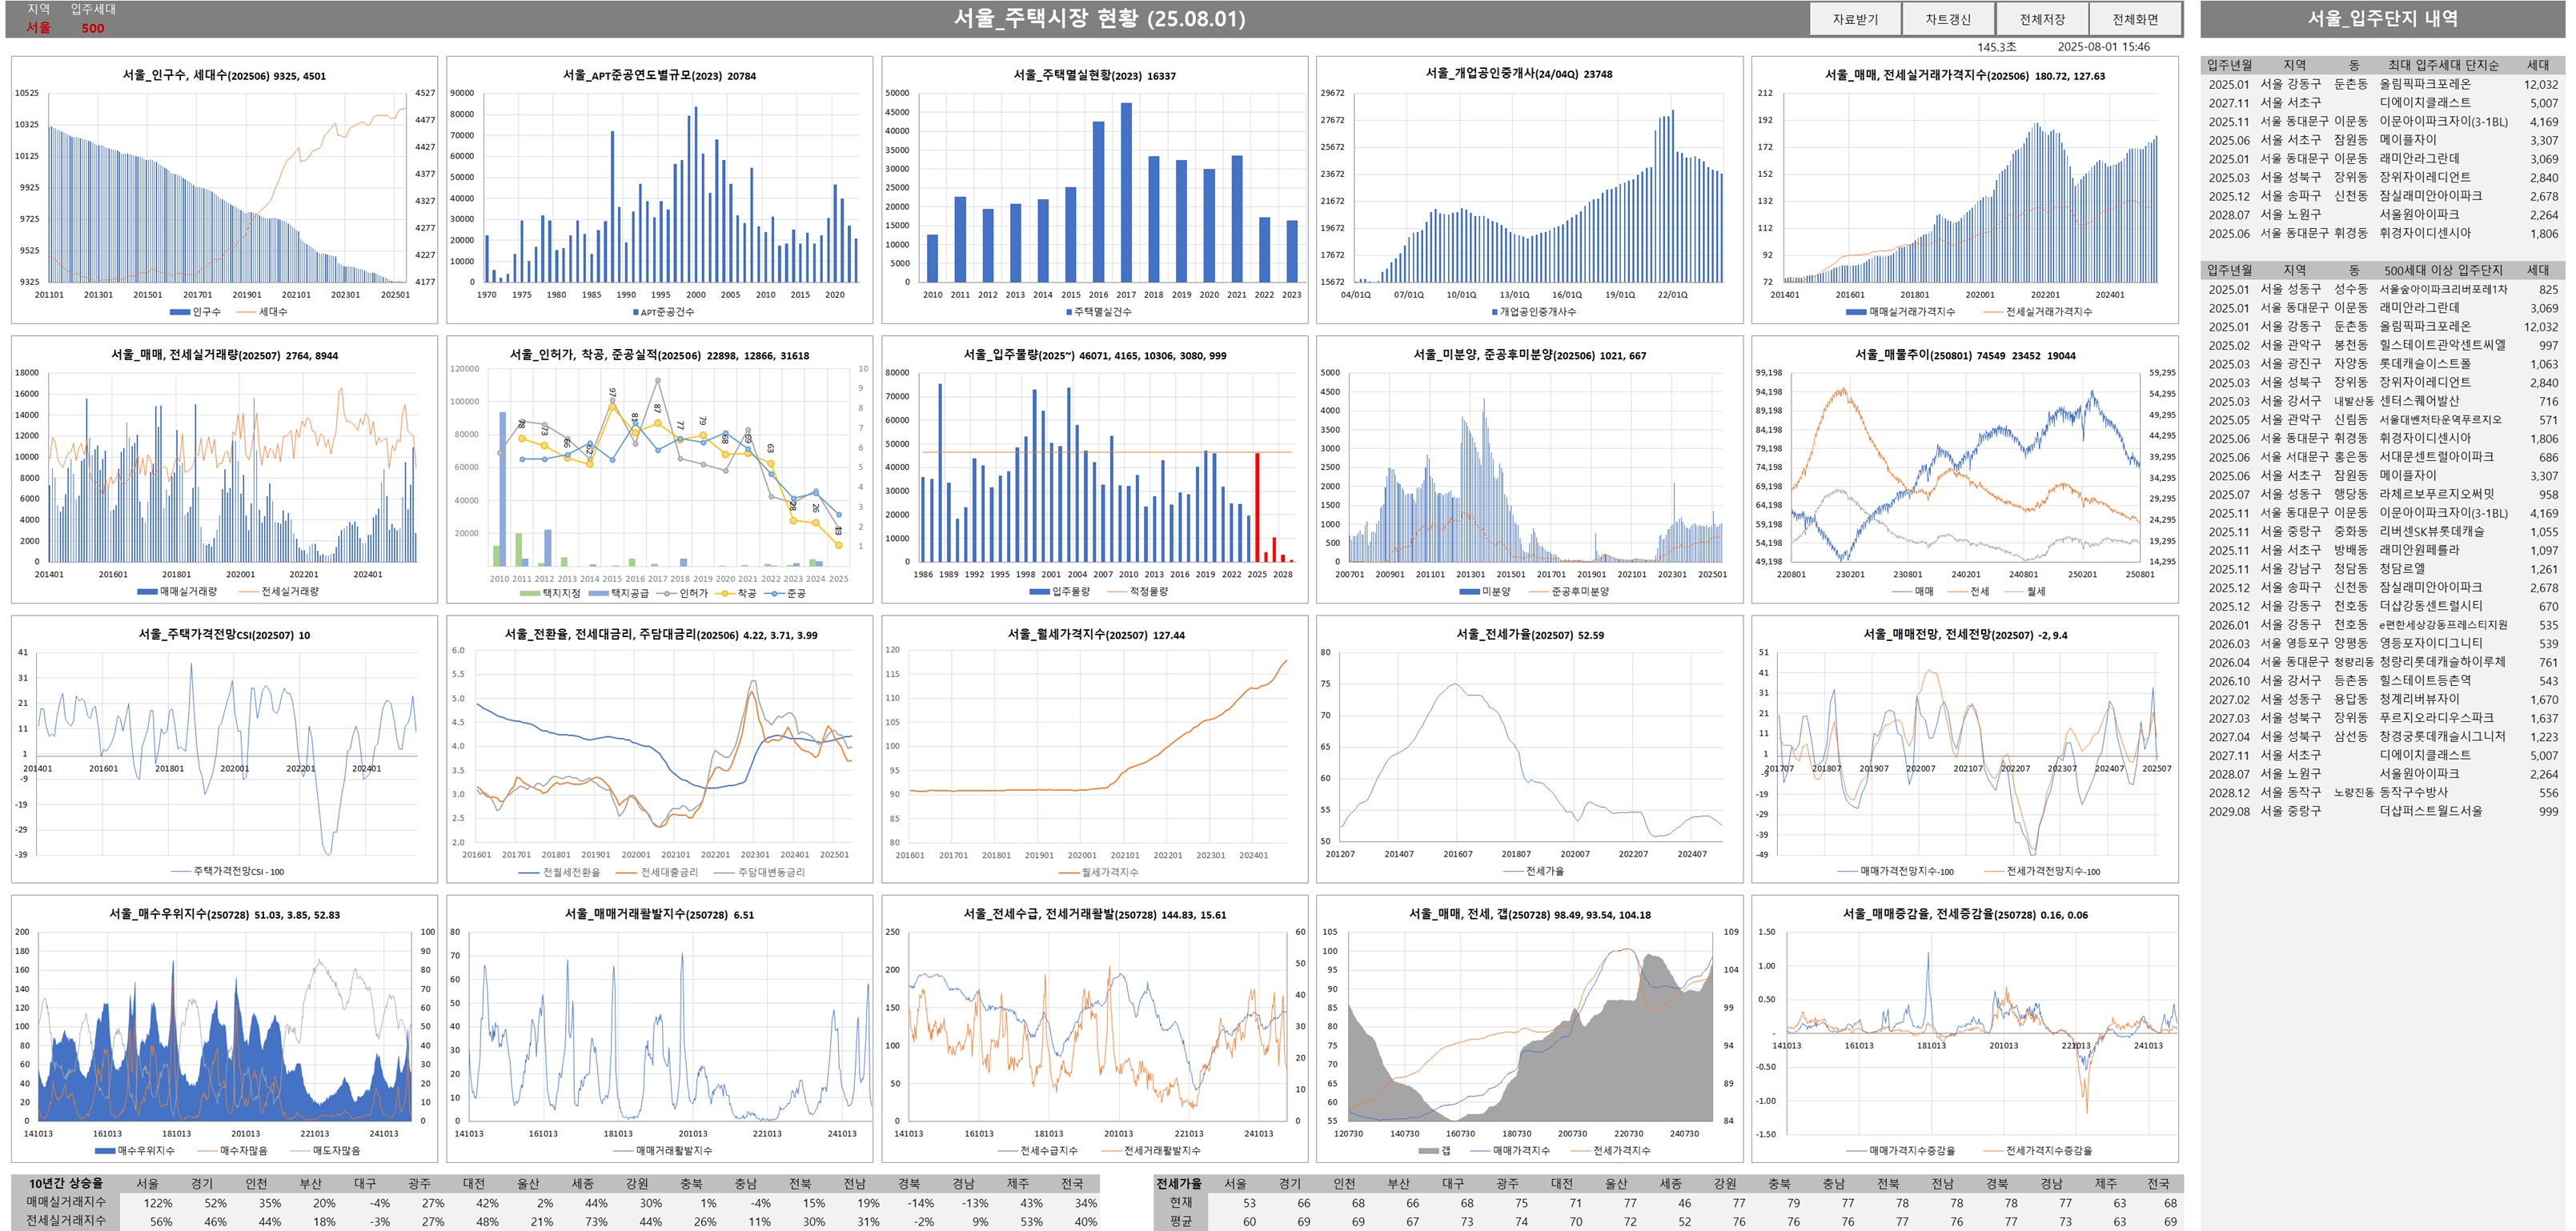 지역 입주세대
서울 500
서울_주택시장 현황 (25.08.01)
자료받기 차트갱신 전체저장 전체화면
145.3초 2025-08-01 15:46
서울_인구수, 세대수(202506) 9325, 4501
인구수 세대수
서울_APT준공연도별규모(2023) 20784
APT준공건수
서울_주택멸실현황(2023) 16337
주택멸실건수
서울_개업공인중개사(24/04Q) 23748
개업공인중개사수
서울_매매, 전세실거래가격지수(202506) 180.72, 127.63
매매실거래가격지수 전세실거래가격지수
서울_매매, 전세실거래량(202507) 2764, 8944
매매실거래량 전세실거래량
서울_인허가, 착공, 준공실적(202506) 22898, 12866, 31618
택지지정 택지공급 인허가 착공 준공
서울_입주물량(2025~) 46071, 4165, 10306, 3080, 999
입주물량 적정물량
서울_미분양, 준공후미분양(202506) 1021, 667
미분양 준공후미분양
서울_매물추이(250801) 74549 23452 19044
매매 전세 월세
서울_주택가격전망CSI(202507) 10
주택가격전망CSI - 100
서울_전환율, 전세대금리, 주담대금리(202506) 4.22, 3.71, 3.99
전월세전환율 전세대출금리 주담대변동금리
서울_월세가격지수(202507) 127.44
월세가격지수
서울_전세가율(202507) 52.59
전세가율
서울_매매전망, 전세전망(202507) -2, 9.4
매매가격전망지수-100 전세가격전망지수-100
서울_매수우위지수(250728) 51.03, 3.85, 52.83
매수우위지수 매수자많음 매도자많음
서울_매매거래활발지수(250728) 6.51
매매거래활발지수
서울_전세수급, 전세거래활발(250728) 144.83, 15.61
전세수급지수 전세거래활발지수
서울_매매, 전세, 갭(250728) 98.49, 93.54, 104.18
갭 매매가격지수 전세가격지수
서울_매매증감율, 전세증감율(250728) 0.16, 0.06
매매가격지수증감율 전세가격지수증감율
10년간 상승율 서울 경기 인천 부산 대구 광주 대전 울산 세종 강원 충북 충남 전북 전남 경북 경남 제주 전국
매매실거래지수 122% 52% 35% 20% -4% 27% 42% 2% 44% 30% 1% -4% 15% 19% -14% -13% 43% 34%
전세실거래지수 56% 46% 44% 18% -3% 27% 48% 21% 73% 44% 26% 11% 30% 31% -2% 9% 53% 40%
전세가율 서울 경기 인천 부산 대구 광주 대전 울산 세종 강원 충북 충남 전북 전남 경북 경남 제주 전국
현재 53 66 68 66 68 75 71 77 46 77 79 77 78 78 78 77 63 68
평균 60 69 69 67 73 74 70 72 52 76 76 76 77 76 77 73 63 69
서울_입주단지 내역
입주년월 지역 동 최대 입주세대 단지순 세대
2025.01 서울 강동구 둔촌동 올림픽파크포레온 12,032
2027.11 서울 서초구 디에이치클래스트 5,007
2025.11 서울 동대문구 이문동 이문아이파크자이(3-1BL) 4,169
2025.06 서울 서초구 잠원동 메이플자이 3,307
2025.01 서울 동대문구 이문동 래미안라그란데 3,069
2025.03 서울 성북구 장위동 장위자이레디언트 2,840
2025.12 서울 송파구 신천동 잠실래미안아이파크 2,678
2028.07 서울 노원구 서울원아이파크 2,264
2025.06 서울 동대문구 휘경동 휘경자이디센시아 1,806
입주년월 지역 동 500세대 이상 입주단지 세대
2025.01 서울 성동구 성수동 서울숲아이파크리버포레1차 825
2025.01 서울 동대문구 이문동 래미안라그란데 3,069
2025.01 서울 강동구 둔촌동 올림픽파크포레온 12,032
2025.02 서울 관악구 봉천동 힐스테이트관악센트씨엘 997
2025.03 서울 광진구 자양동 롯데캐슬이스트폴 1,063
2025.03 서울 성북구 장위동 장위자이레디언트 2,840
2025.03 서울 강서구 내발산동 센터스퀘어발산 716
2025.05 서울 관악구 신림동 서울대벤처타운역푸르지오 571
2025.06 서울 동대문구 휘경동 휘경자이디센시아 1,806
2025.06 서울 서대문구 홍은동 서대문센트럴아이파크 686
2025.06 서울 서초구 잠원동 메이플자이 3,307
2025.07 서울 성동구 행당동 라체르보푸르지오써밋 958
2025.11 서울 동대문구 이문동 이문아이파크자이(3-1BL) 4,169
2025.11 서울 중랑구 중화동 리버센SK뷰롯데캐슬 1,055
2025.11 서울 서초구 방배동 래미안원페를라 1,097
2025.11 서울 강남구 청담동 청담르엘 1,261
2025.12 서울 송파구 신천동 잠실래미안아이파크 2,678
2025.12 서울 강동구 천호동 더샵강동센트럴시티 670
2026.01 서울 강동구 천호동 e편한세상강동프레스티지원 535
2026.03 서울 영등포구 양평동 영등포자이디그니티 539
2026.04 서울 동대문구 청량리동 청량리롯데캐슬하이루체 761
2026.10 서울 강서구 등촌동 힐스테이트등촌역 543
2027.02 서울 성동구 용답동 청계리버뷰자이 1,670
2027.03 서울 성북구 장위동 푸르지오라디우스파크 1,637
2027.04 서울 성북구 삼선동 창경궁롯데캐슬시그니처 1,223
2027.11 서울 서초구 디에이치클래스트 5,007
2028.07 서울 노원구 서울원아이파크 2,264
2028.12 서울 동작구 노량진동 동작구수방사 556
2029.08 서울 중랑구 더샵퍼스트월드서울 999